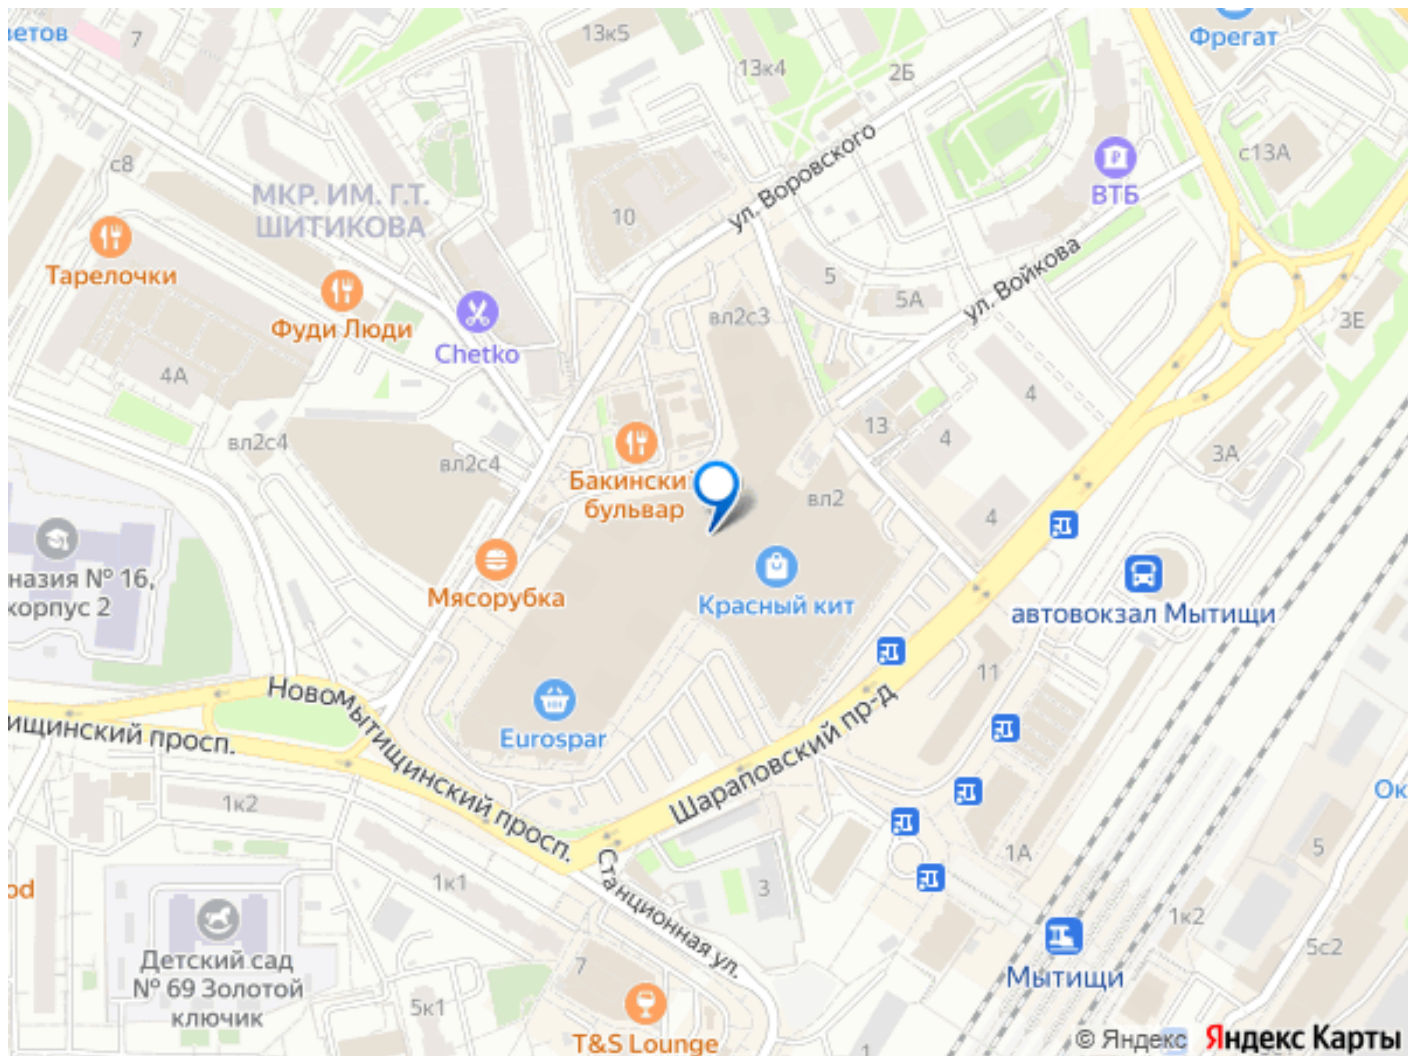 ветов
7
13к5
13к4
2Б
Фрегат
с13А
ВТБ
ул. Воровского
с8
МКР. ИМ. Г.Т.
ШИТИКОВА
10
Тарелочки
Фуди Люди
Chetko
вл2с3
5
5А
ул. Войкова
3Е
4А
4
вл2с4
вл2с4
13
4
3А
Бакински
бульвар
вл2
4
назия № 16,
корпус 2
Мясорубка
Красный кит
автовокзал Мытищи
11
Новомытищинский просп.
ищинский просп.
Eurospar
Шараповский пр-д
1к2
Ок
1А
5
od
1к1
3
Станционная ул.
1к2
5с2
Детский сад
№ 69 Золотой
ключик
7
5к1
Мытищи
T&S Lounge
1
© Яндекс Яндекс Карты